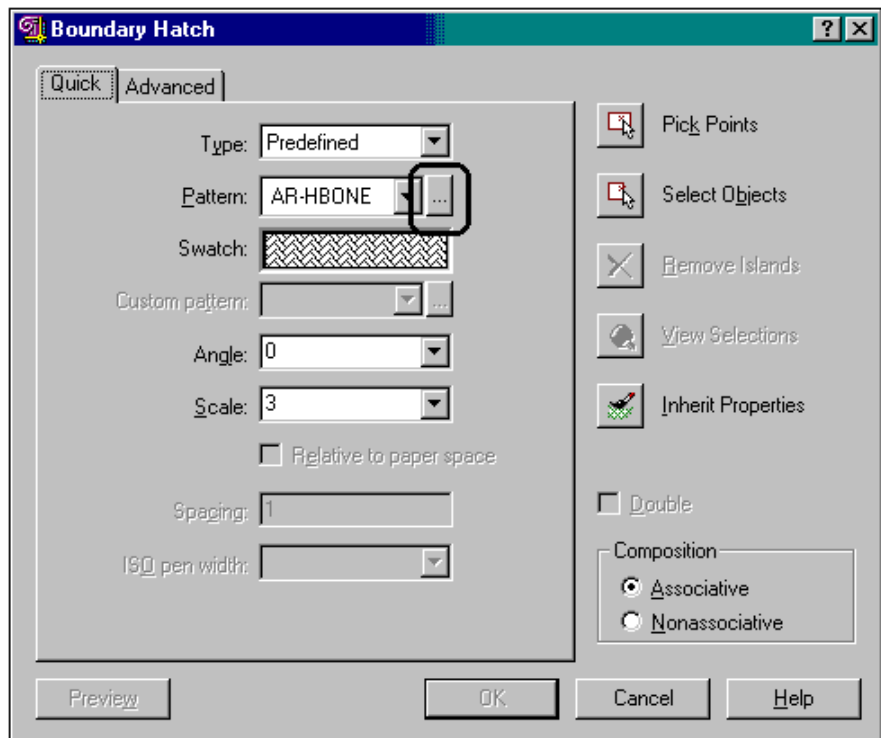 Boundary Hatch
Quick
Advanced
Type: Predefined
Pattern: AR-HBONE ...
Swatch:
Custom pattern: ...
Angle: 0
Scale: 3
Relative to paper space
Spacing: 1
ISO pen width:
Pick Points
Select Objects
Remove Islands
View Selections
Inherit Properties
Double
Composition
Associative
Nonassociative
Preview
OK
Cancel
Help